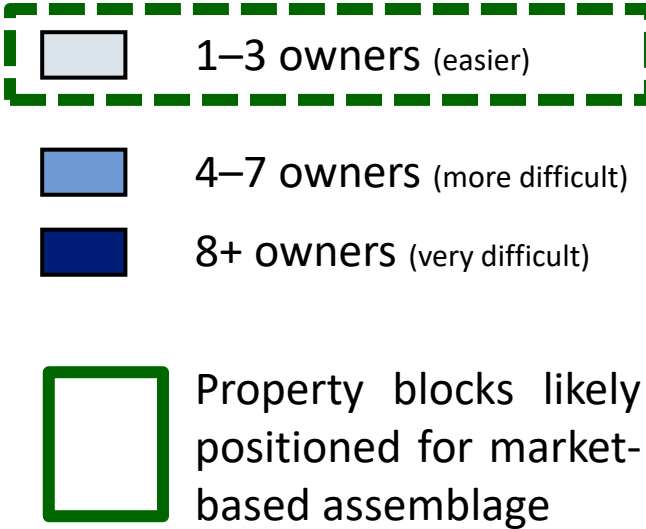 1–3 owners (easier)
4–7 owners (more difficult)
8+ owners (very difficult)
Property blocks likely
positioned for market-
based assemblage